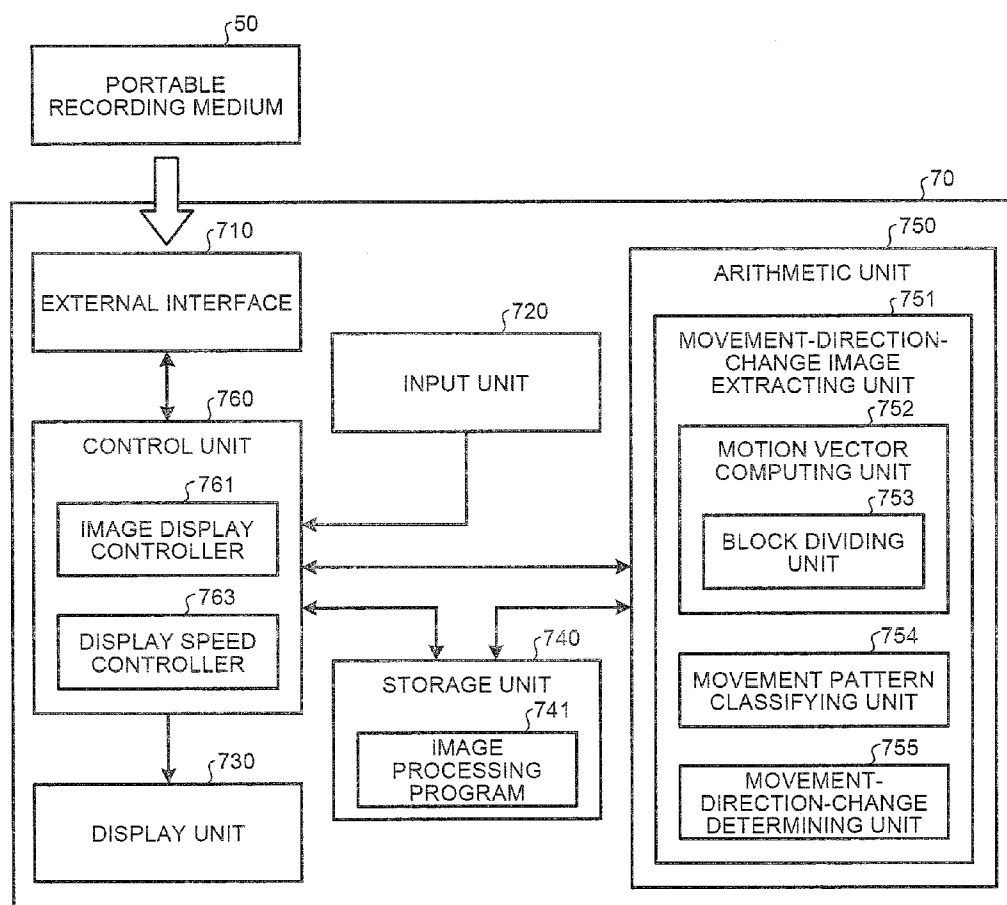 50
PORTABLE
RECORDING MEDIUM
70
710
EXTERNAL INTERFACE
720
INPUT UNIT
760
CONTROL UNIT
761
IMAGE DISPLAY
CONTROLLER
763
DISPLAY SPEED
CONTROLLER
730
DISPLAY UNIT
740
STORAGE UNIT
741
IMAGE
PROCESSING
PROGRAM
750
ARITHMETIC UNIT
751
MOVEMENT-DIRECTION-
CHANGE IMAGE
EXTRACTING UNIT
752
MOTION VECTOR
COMPUTING UNIT
753
BLOCK DIVIDING
UNIT
754
MOVEMENT PATTERN
CLASSIFYING UNIT
755
MOVEMENT-
DIRECTION-CHANGE
DETERMINING UNIT